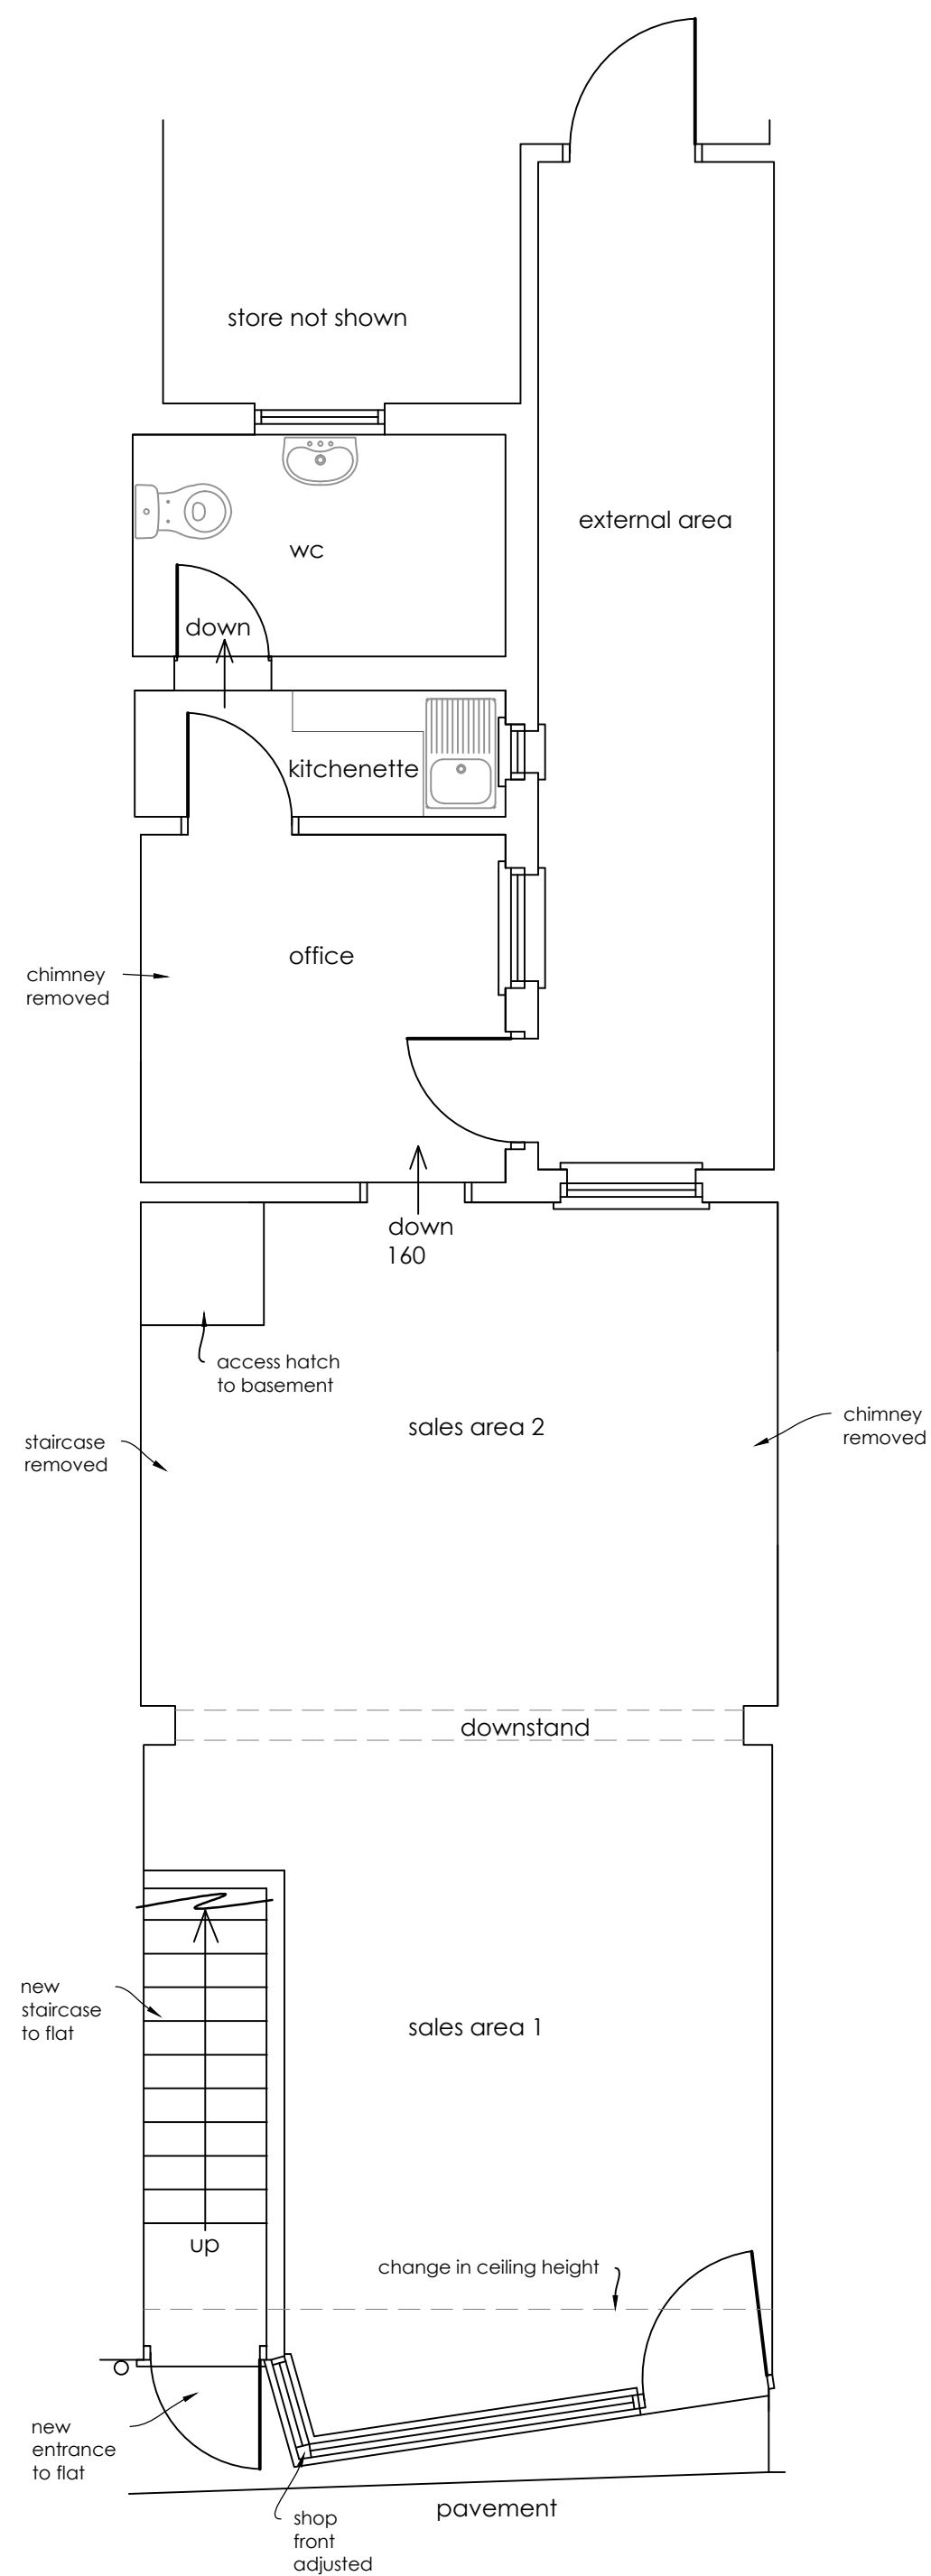 store not shown
external area
wc
down
kitchenette
office
chimney
removed
down
160
access hatch
to basement
sales area 2
chimney
removed
staircase
removed
downstand
new
staircase
to flat
sales area 1
up
change in ceiling height
new
entrance
to flat
pavement
shop
front
adjusted